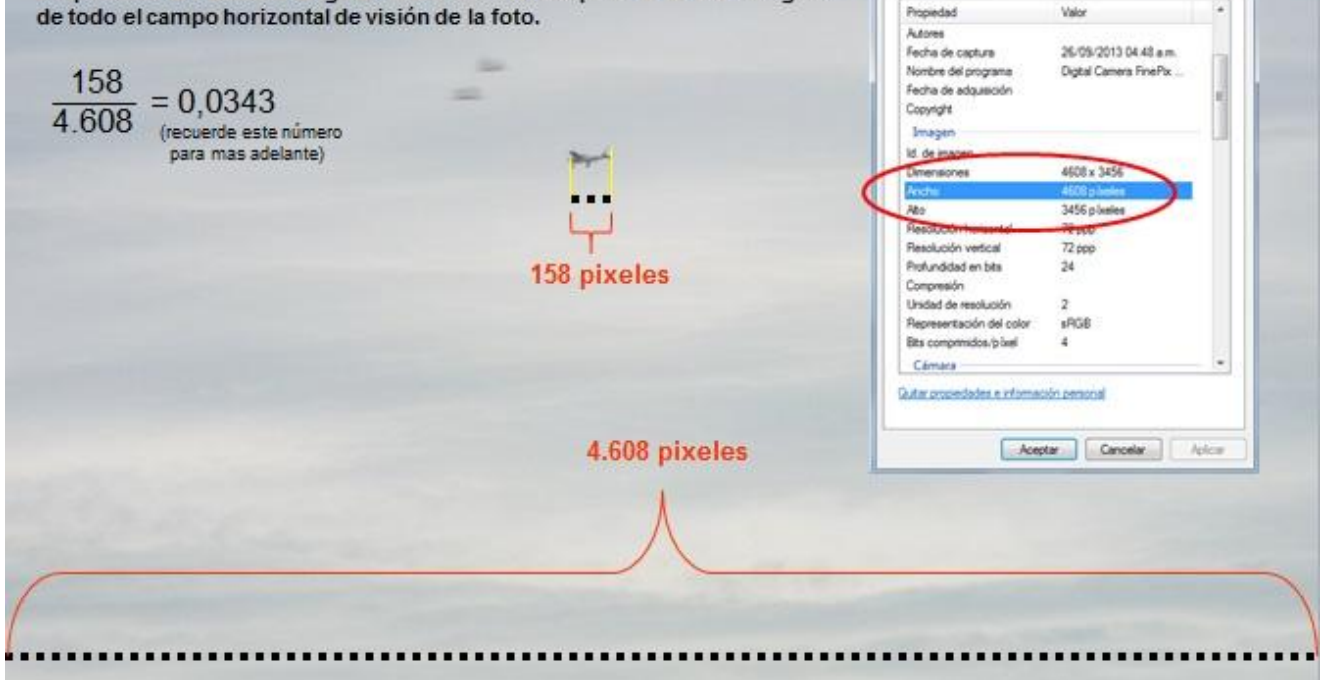 de todo el campo horizontal de visión de la foto.
158
4.608
= 0,0343
(recuerde este número
para mas adelante)
158 pixeles
4.608 pixeles
Propiedad Valor
Autores
Fecha de captura 26/09/2013 04:48 a.m.
Nombre del programa Digital Camera FinePix ...
Fecha de adquisición
Copyright
Imagen
Id. de imagen
Dimensiones 4608 x 3456
Ancho 4608 píxeles
Alto 3456 píxeles
Resolución horizontal 72 ppp
Resolución vertical 72 ppp
Profundidad en bits 24
Compresión
Unidad de resolución 2
Representación del color sRGB
Bits comprimidos/píxel 4
Cámara
Quitar propiedades e información personal
Aceptar Cancelar Aplicar